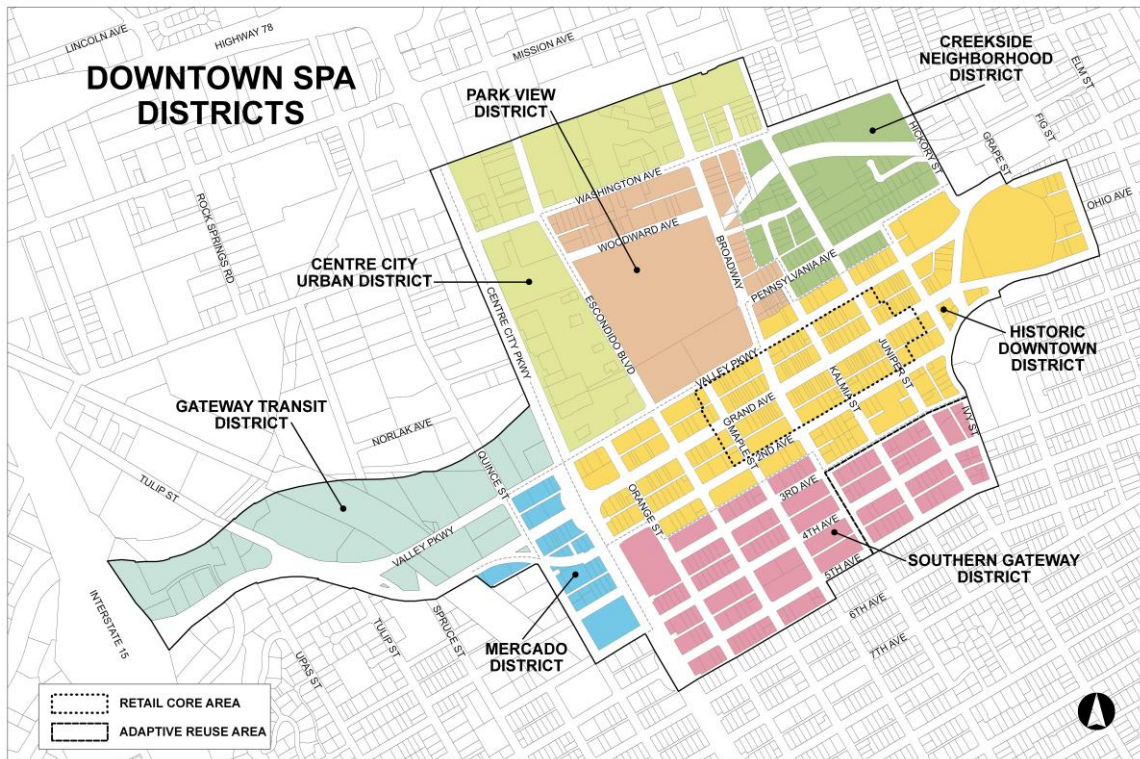 LINCOLN AVE
HIGHWAY 78
MISSION AVE
DOWNTOWN SPA
DISTRICTS
CREEKSIDE
NEIGHBORHOOD
DISTRICT
ELM ST
FIG ST
GRAPE ST
HICKORY ST
PARK VIEW
DISTRICT
WASHINGTON AVE
WOODWARD AVE
BROADWAY
PENNSYLVANIA AVE
OHIO AVE
ROCK SPRINGS RD
CENTRE CITY
URBAN DISTRICT
CENTRE CITY PKWY
ESCONDIDO BLVD
HISTORIC
DOWNTOWN
DISTRICT
VALLEY PKWY
GRAND AVE
JUNIPER ST
KALMIA ST
MAPLE ST
2ND AVE
IVY ST
GATEWAY TRANSIT
DISTRICT
NORLAK AVE
QUINCE ST
TULIP ST
ORANGE ST
3RD AVE
4TH AVE
5TH AVE
VALLEY PKWY
SOUTHERN GATEWAY
DISTRICT
6TH AVE
7TH AVE
INTERSTATE 15
UPAS ST
TULIP ST
SPRUCE ST
MERCADO
DISTRICT
RETAIL CORE AREA
ADAPTIVE REUSE AREA